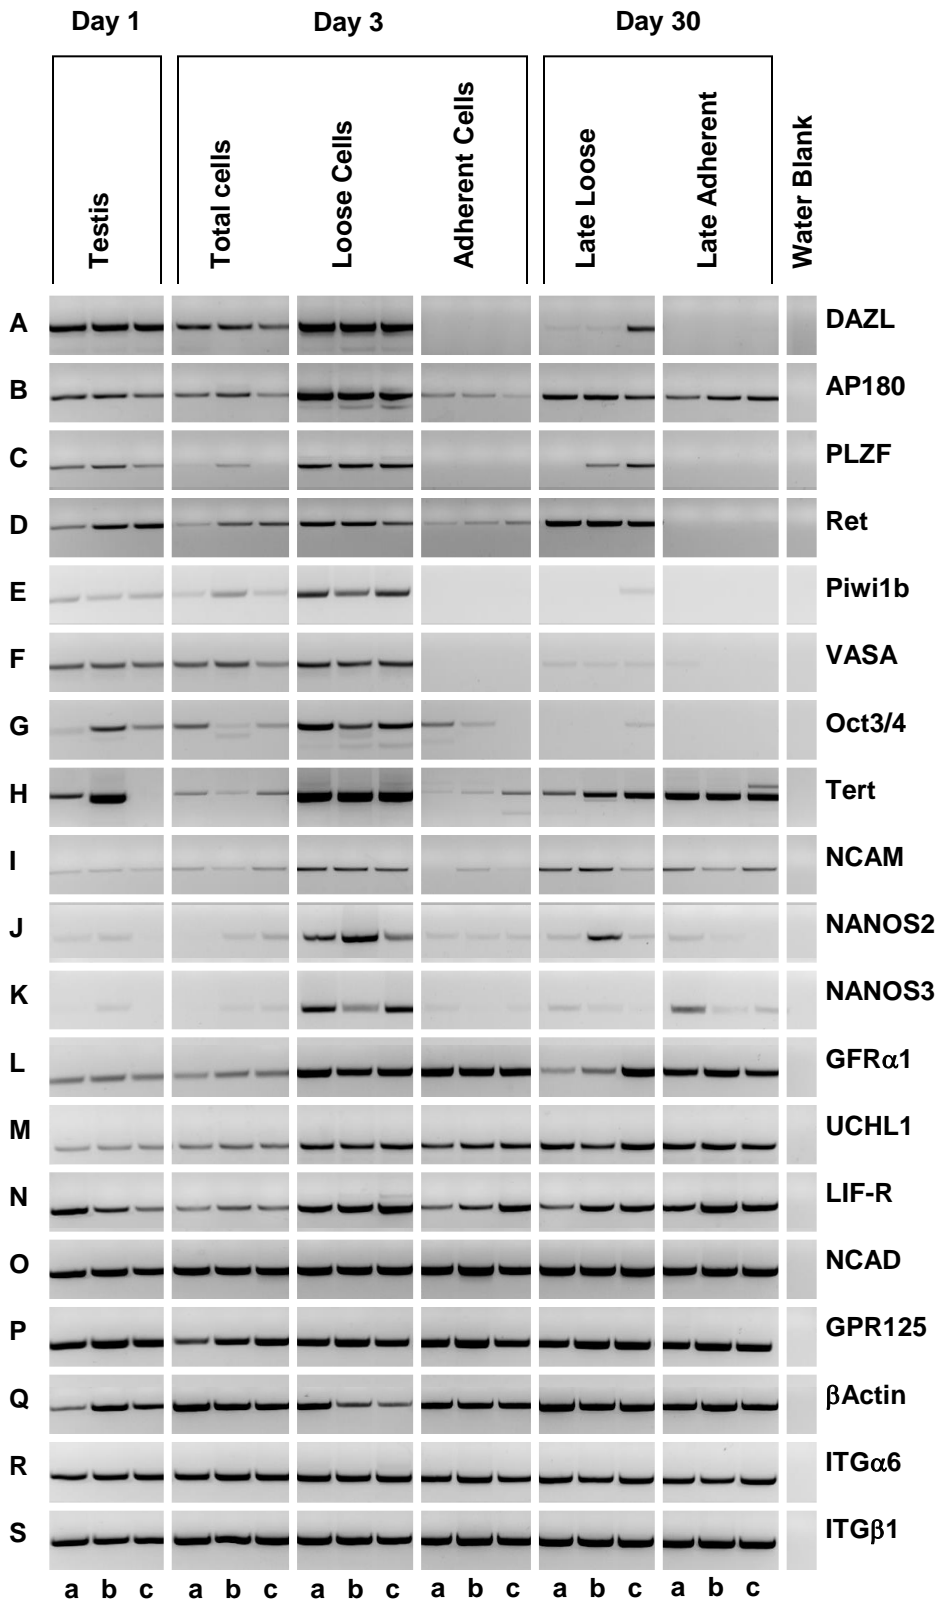 Day 1 Day 3 Day 30
Testis
Total cells
Loose Cells
Adherent Cells
Late Loose
Late Adherent
Water Blank
A DAZL
B AP180
C PLZF
D Ret
E Piwi1b
F VASA
G Oct3/4
H Tert
I NCAM
J NANOS2
K NANOS3
L GFRα1
M UCHL1
N LIF-R
O NCAD
P GPR125
Q βActin
R ITGα6
S ITGβ1
a b c a b c a b c a b c a b c a b c